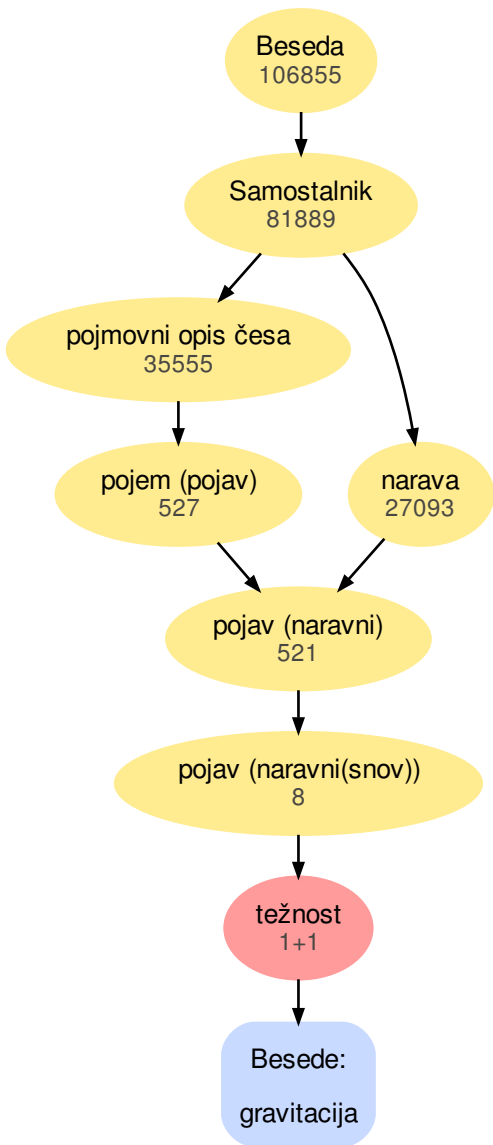 Beseda
106855
Samostalnik
81889
pojmovni opis česa
35555
pojem (pojav)
527
narava
27093
pojav (naravni)
521
pojav (naravni(snov))
8
težnost
1+1
Besede:
gravitacija